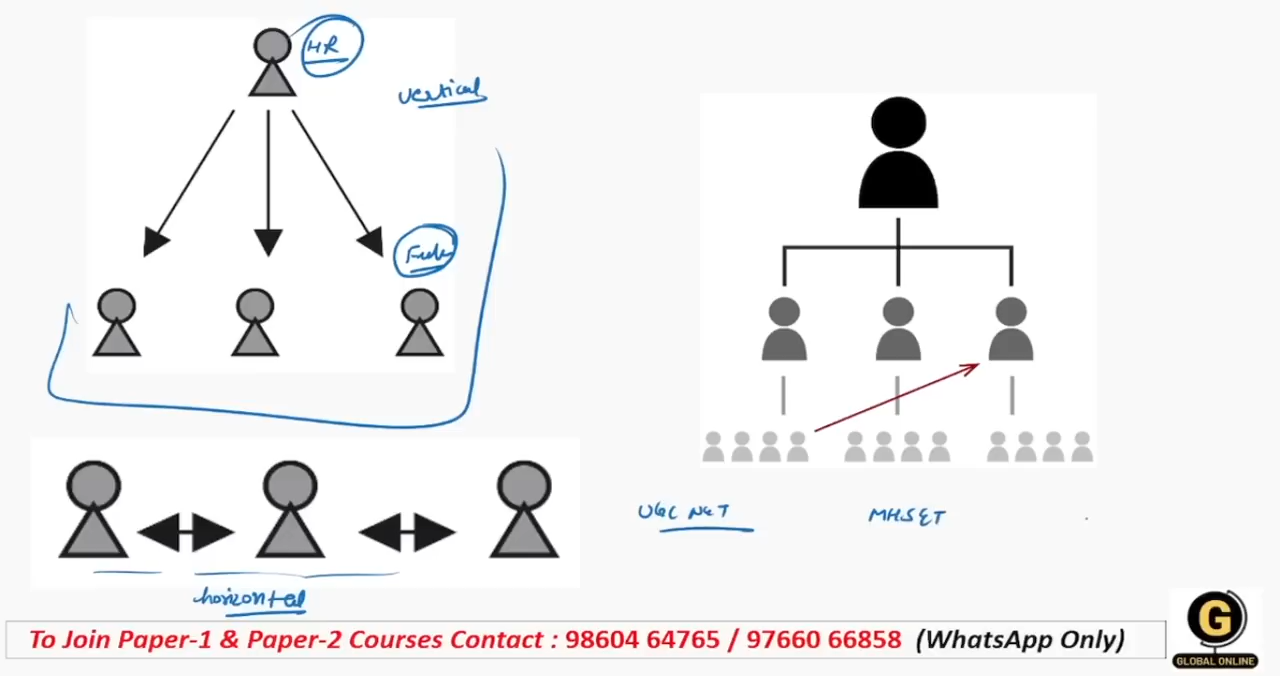 HR
vertical
horizontal
UGC NET
MHSET
To Join Paper-1 & Paper-2 Courses Contact : 98604 64765 / 97660 66858 (WhatsApp Only)
G
GLOBAL ONLINE